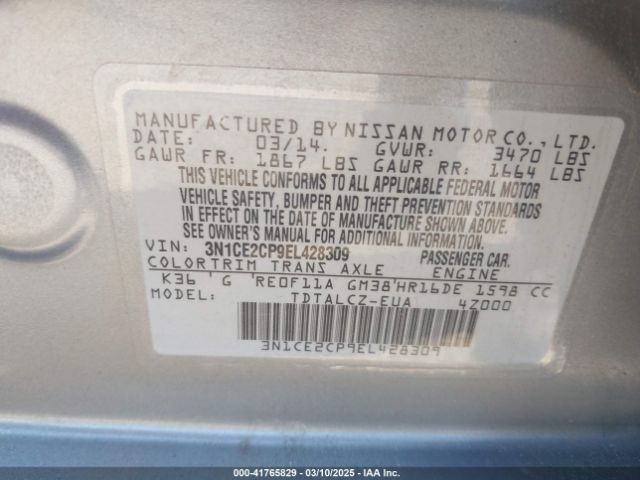 MANUFACTURED BY NISSAN MOTOR CO., LTD.
DATE: 03/14. GVWR: 3470 LBS
GAWR FR: 1867 LBS GAWR RR: 1664 LBS
THIS VEHICLE CONFORMS TO ALL APPLICABLE FEDERAL MOTOR
VEHICLE SAFETY, BUMPER AND THEFT PREVENTION STANDARDS
IN EFFECT ON THE DATE OF MANUFACTURE SHOWN ABOVE.
SEE OWNER'S MANUAL FOR ADDITIONAL INFORMATION.
VIN: 3N1CE2CP9EL428309 PASSENGER CAR.
COLOR TRIM TRANS AXLE ENGINE
K36 G RE0F11A GM38 HR16DE 1598 CC
MODEL: TDTALCZ-EUA 4Z000
3N1CE2CP9EL428309
000-41765829 — 03/10/2025 — IAA Inc.